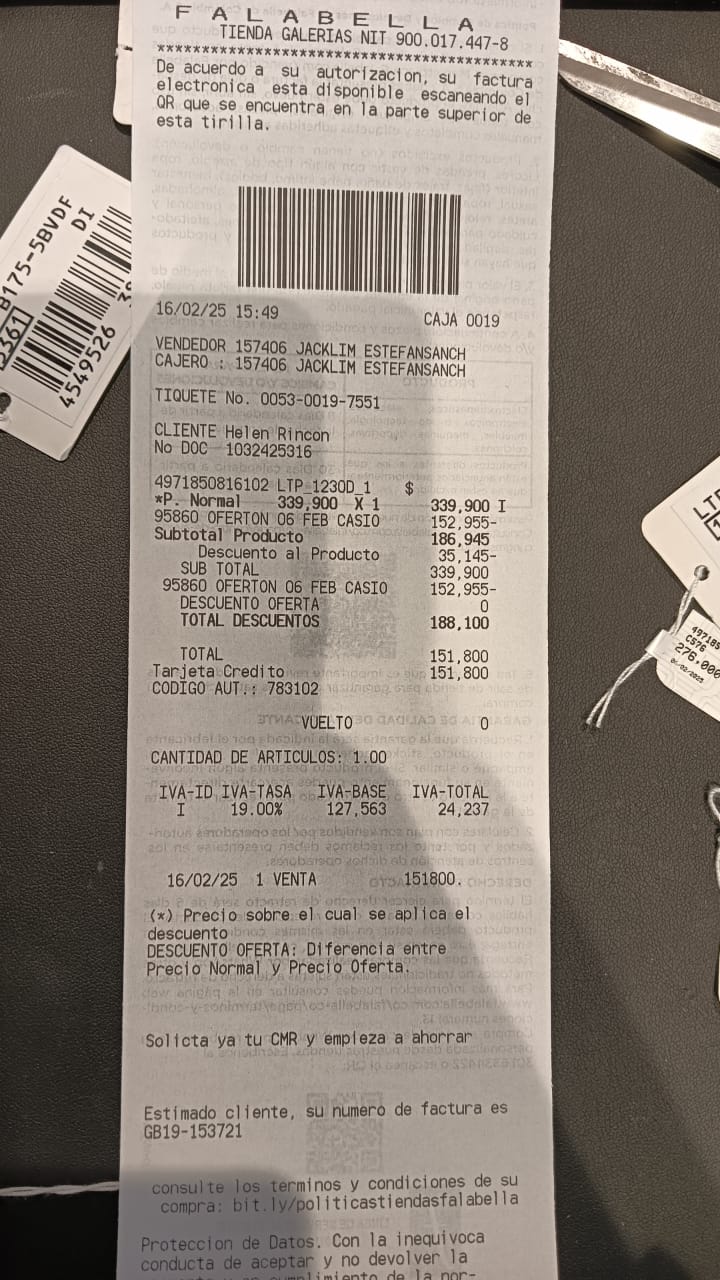 F A L A B E L L A
TIENDA GALERIAS NIT 900.017.447-8
******************************************
De acuerdo a su autorizacion, su factura
electronica esta disponible escaneando el
QR que se encuentra en la parte superior de
esta tirilla.
16/02/25 15:49 CAJA 0019
VENDEDOR 157406 JACKLIM ESTEFANSANCH
CAJERO : 157406 JACKLIM ESTEFANSANCH
TIQUETE No. 0053-0019-7551
CLIENTE Helen Rincon
No DOC 1032425316
4971850816102 LTP_1230D_1 $
*P. Normal 339,900 X 1 339,900 I
95860 OFERTON 06 FEB CASIO 152,955-
Subtotal Producto 186,945
Descuento al Producto 35,145-
SUB TOTAL 339,900
95860 OFERTON 06 FEB CASIO 152,955-
DESCUENTO OFERTA 0
TOTAL DESCUENTOS 188,100
TOTAL 151,800
Tarjeta Credito 151,800
CODIGO AUT.: 783102
VUELTO 0
CANTIDAD DE ARTICULOS: 1.00
IVA-ID IVA-TASA IVA-BASE IVA-TOTAL
I 19.00% 127,563 24,237
16/02/25 1 VENTA 151800.
(*) Precio sobre el cual se aplica el
descuento
DESCUENTO OFERTA: Diferencia entre
Precio Normal y Precio Oferta.
Solicta ya tu CMR y empieza a ahorrar
Estimado cliente, su numero de factura es
GB19-153721
consulte los terminos y condiciones de su
compra: bit.ly/politicastiendasfalabella
Proteccion de Datos. Con la inequivoca
conducta de aceptar y no devolver la
B175-5BVDF
DI
4549526
276,000